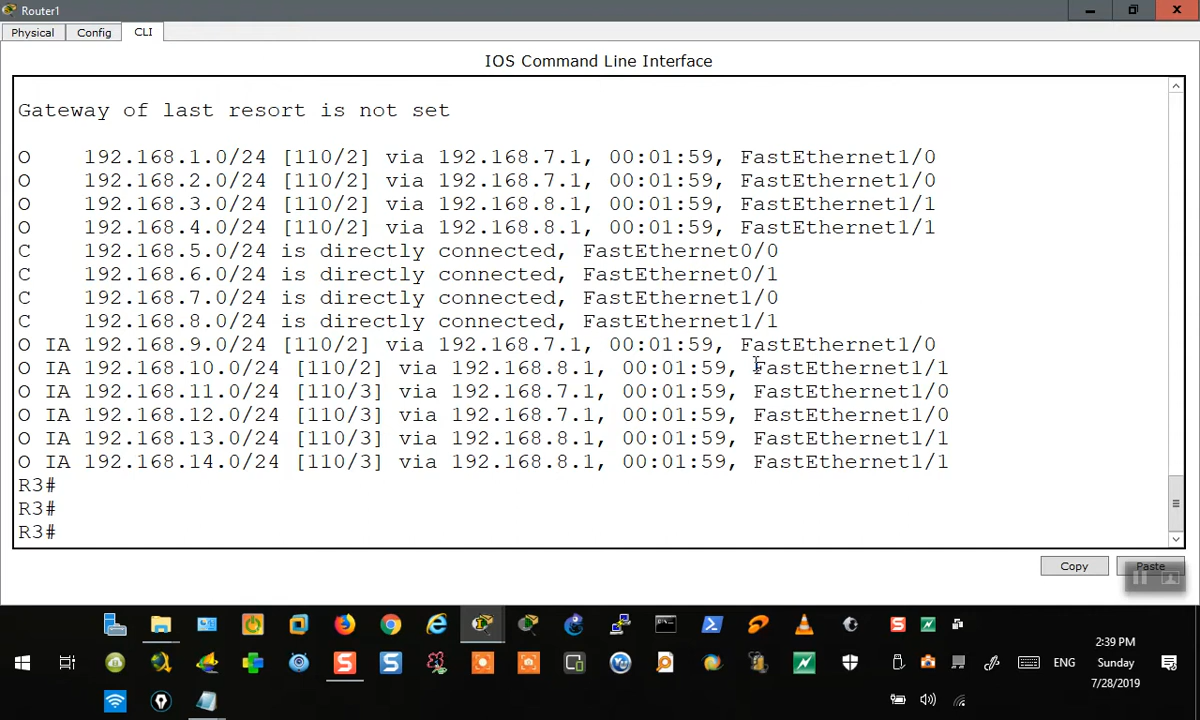 Router1
Physical Config CLI
IOS Command Line Interface
Gateway of last resort is not set
O    192.168.1.0/24 [110/2] via 192.168.7.1, 00:01:59, FastEthernet1/0
O    192.168.2.0/24 [110/2] via 192.168.7.1, 00:01:59, FastEthernet1/0
O    192.168.3.0/24 [110/2] via 192.168.8.1, 00:01:59, FastEthernet1/1
O    192.168.4.0/24 [110/2] via 192.168.8.1, 00:01:59, FastEthernet1/1
C    192.168.5.0/24 is directly connected, FastEthernet0/0
C    192.168.6.0/24 is directly connected, FastEthernet0/1
C    192.168.7.0/24 is directly connected, FastEthernet1/0
C    192.168.8.0/24 is directly connected, FastEthernet1/1
O IA 192.168.9.0/24 [110/2] via 192.168.7.1, 00:01:59, FastEthernet1/0
O IA 192.168.10.0/24 [110/2] via 192.168.8.1, 00:01:59, FastEthernet1/1
O IA 192.168.11.0/24 [110/3] via 192.168.7.1, 00:01:59, FastEthernet1/0
O IA 192.168.12.0/24 [110/3] via 192.168.7.1, 00:01:59, FastEthernet1/0
O IA 192.168.13.0/24 [110/3] via 192.168.8.1, 00:01:59, FastEthernet1/1
O IA 192.168.14.0/24 [110/3] via 192.168.8.1, 00:01:59, FastEthernet1/1
R3#
R3#
R3#
Copy Paste
ENG
2:39 PM
Sunday
7/28/2019